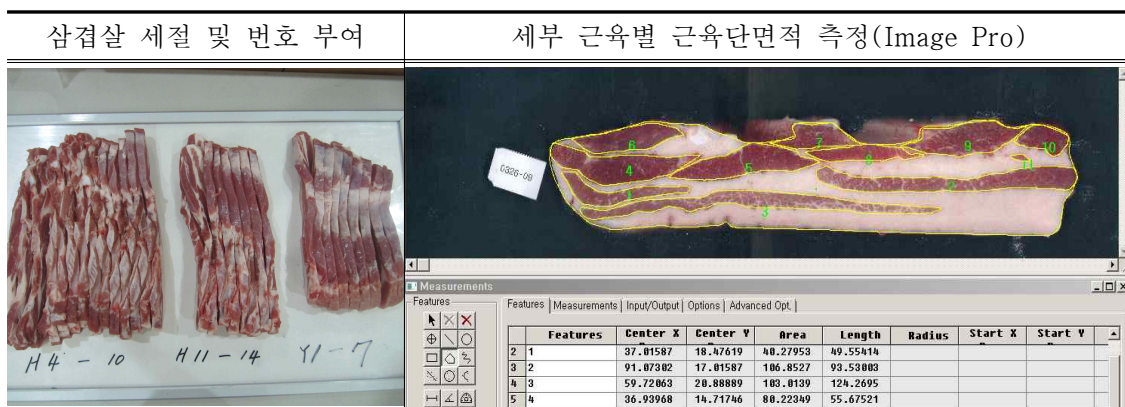 삼겹살 세절 및 번호 부여
세부 근육별 근육단면적 측정(Image Pro)
H4-10
H11-14
Y1-7
0326-08
6
7
9
10
4
5
8
11
1
2
3
Measurements
Features
Features Measurements Input/Output Options Advanced Opt.
Features Center X Center Y Area Length Radius Start X Start Y
2 1 37.01587 18.47619 40.27953 49.55414
3 2 91.07302 17.01587 106.8527 93.53003
4 3 59.72063 20.88889 103.0139 124.2695
5 4 36.93968 14.71746 80.22349 55.67521